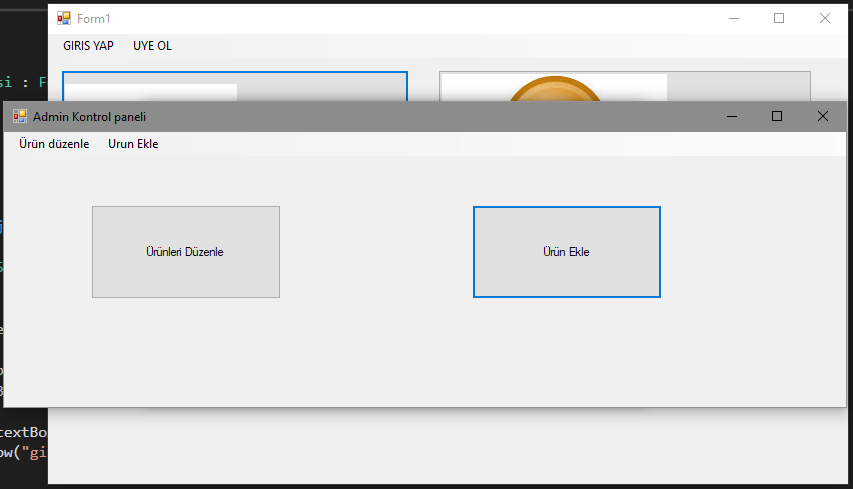 Form1
GIRIS YAP UYE OL
si : F
Admin Kontrol paneli
Ürün düzenle Urun Ekle
Ürünleri Düzenle Ürün Ekle
textBo
ow("gi